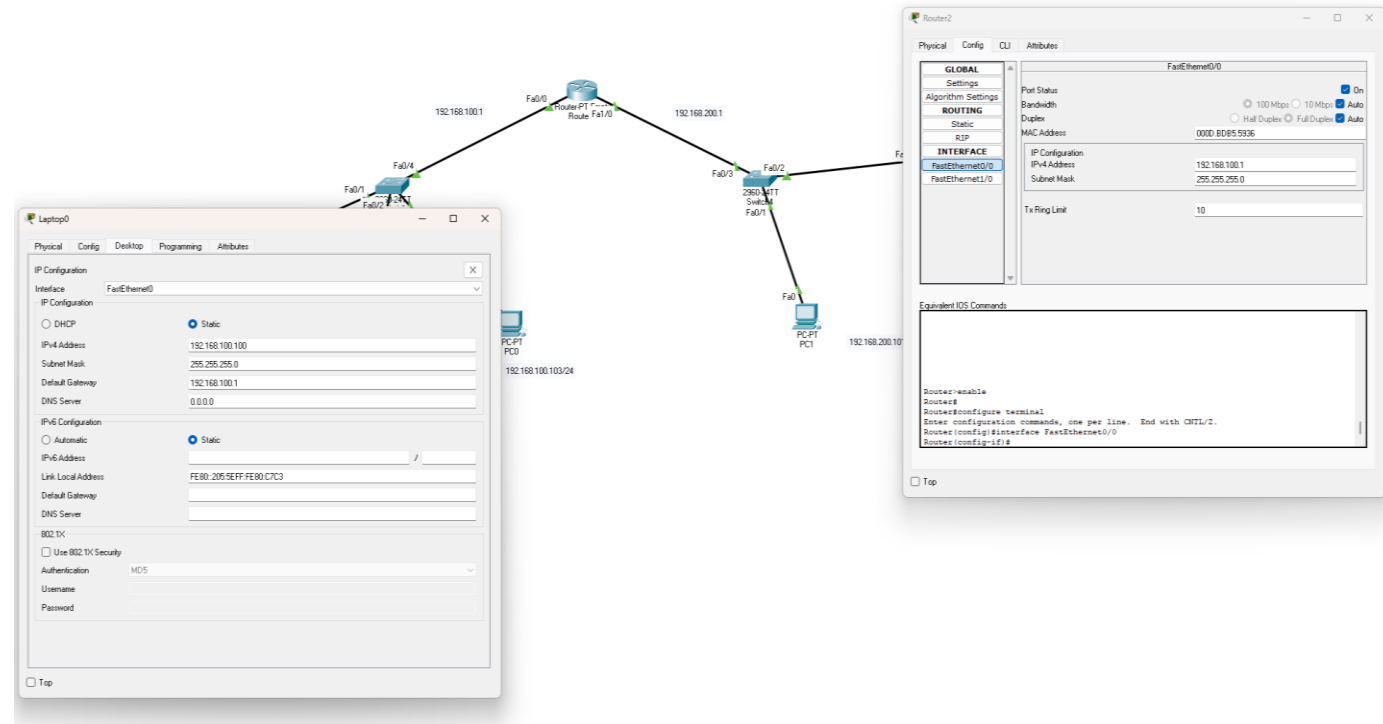 192.168.100.1
Fa0/0
Router-PT
Route
Fa1/0
192.168.200.1
Fa0/4
Fa0/1
Fa0/2
Fa0/3
Fa0/2
2960-24TT
Switch4
Fa0/1
Fa0
PC-PT
PC1
PC-PT
PC0
192.168.100.103/24
192.168.200.10
Laptop0
Physical Config Desktop Programming Attributes
IP Configuration X
Interface FastEthernet0
IP Configuration
DHCP Static
IPv4 Address 192.168.100.100
Subnet Mask 255.255.255.0
Default Gateway 192.168.100.1
DNS Server 0.0.0.0
IPv6 Configuration
Automatic Static
IPv6 Address /
Link Local Address FE80::205:5EFF:FE80:C7C3
Default Gateway
DNS Server
802.1X
Use 802.1X Security
Authentication MD5
Username
Password
Top
Router2
Physical Config CLI Attributes
GLOBAL
Settings
Algorithm Settings
ROUTING
Static
RIP
INTERFACE
FastEthernet0/0
FastEthernet1/0
FastEthernet0/0
Port Status On
Bandwidth 100 Mbps 10 Mbps Auto
Duplex Half Duplex Full Duplex Auto
MAC Address 000D.BDB5.5936
IP Configuration
IPv4 Address 192.168.100.1
Subnet Mask 255.255.255.0
Tx Ring Limit 10
Equivalent IOS Commands
Router>enable
Router#
Router#configure terminal
Enter configuration commands, one per line. End with CNTL/Z.
Router(config)#interface FastEthernet0/0
Router(config-if)#
Top